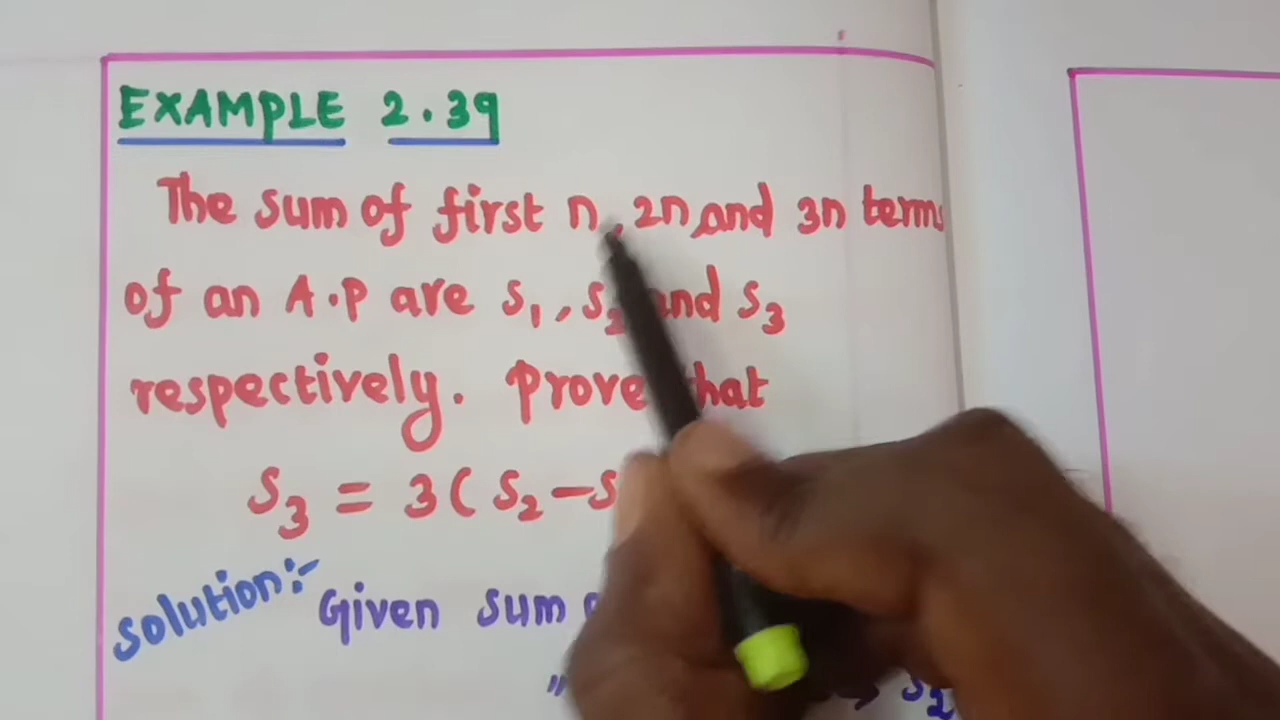 EXAMPLE 2.39
The sum of first n, 2n and 3n terms
of an A.P are s1, s2 and s3
respectively. prove that
s3 = 3( s2 - s
solution:- Given sum
" → s2